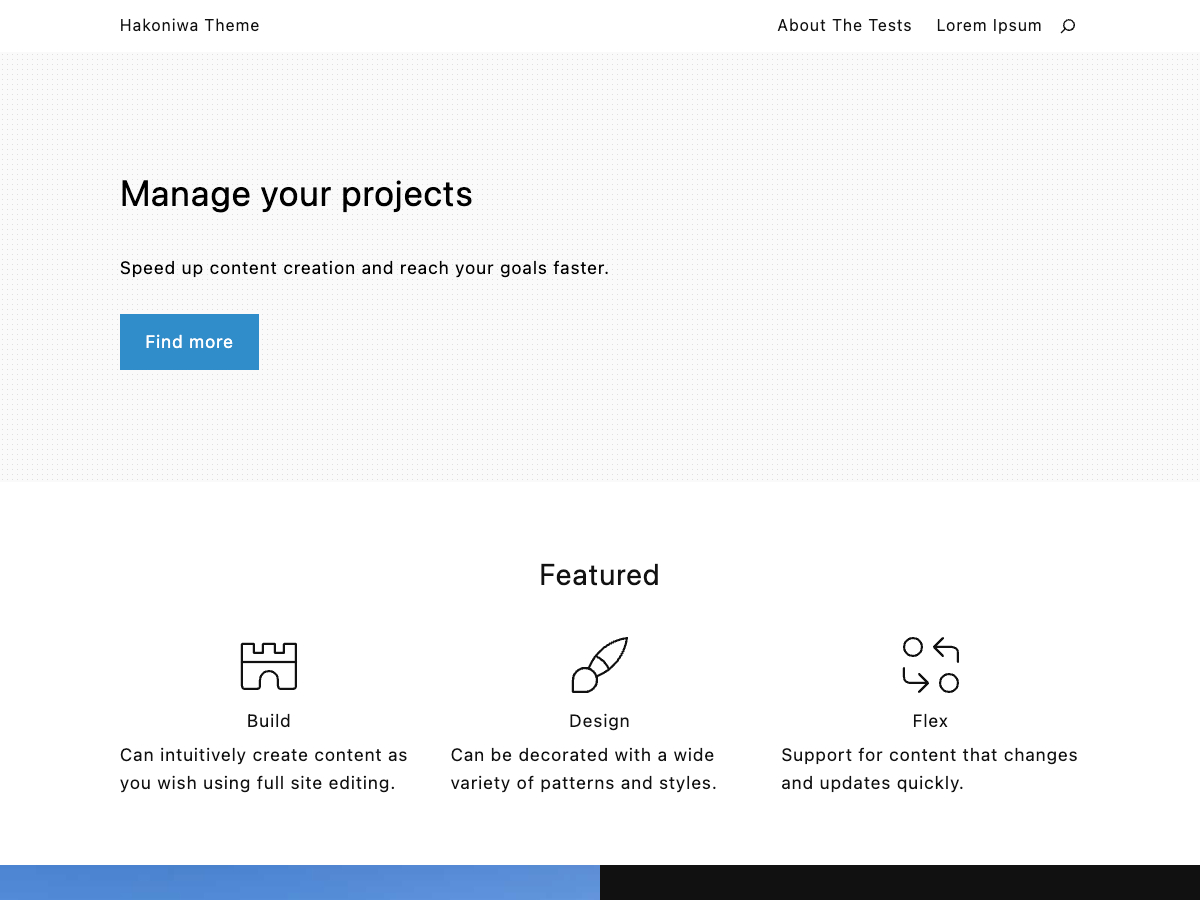 Hakoniwa Theme
About The Tests
Lorem Ipsum
Manage your projects
Speed up content creation and reach your goals faster.
Find more
Featured
Build
Can intuitively create content as
you wish using full site editing.
Design
Can be decorated with a wide
variety of patterns and styles.
Flex
Support for content that changes
and updates quickly.